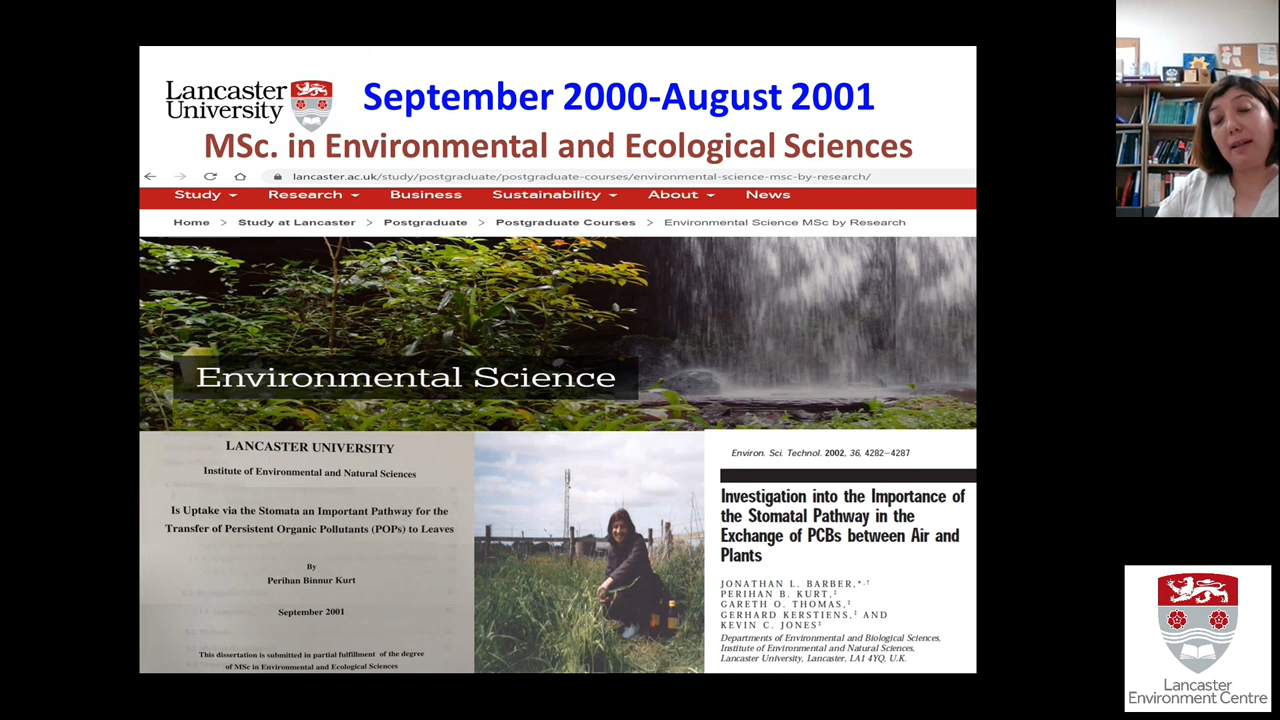 Lancaster
University
September 2000-August 2001
MSc. in Environmental and Ecological Sciences
lancaster.ac.uk/study/postgraduate/postgraduate-courses/environmental-science-msc-by-research/
Study Research Business Sustainability About News
Home > Study at Lancaster > Postgraduate > Postgraduate Courses > Environmental Science MSc by Research
Environmental Science
LANCASTER UNIVERSITY
Institute of Environmental and Natural Sciences
Is Uptake via the Stomata an Important Pathway for the
Transfer of Persistent Organic Pollutants (POPs) to Leaves
By
Perihan Binnur Kurt
September 2001
This dissertation is submitted in partial fulfillment of the degree
of MSc in Environmental and Ecological Sciences
Environ. Sci. Technol. 2002, 36, 4282–4287
Investigation into the Importance of
the Stomatal Pathway in the
Exchange of PCBs between Air and
Plants
JONATHAN L. BARBER,*,†
PERIHAN B. KURT,‡
GARETH O. THOMAS,‡
GERHARD KERSTIENS,‡ AND
KEVIN C. JONES‡
Departments of Environmental and Biological Sciences,
Institute of Environmental and Natural Sciences,
Lancaster University, Lancaster, LA1 4YQ, U.K.
Lancaster
Environment Centre